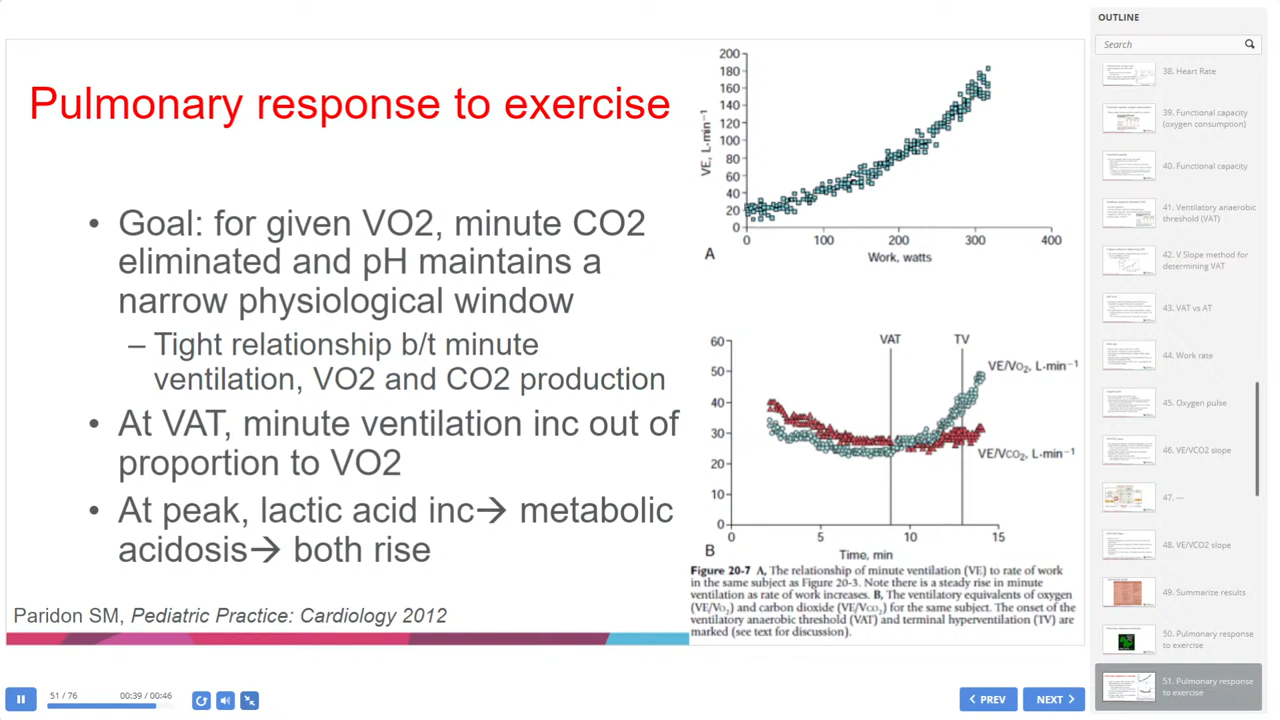 Pulmonary response to exercise
• Goal: for given VO2, minute CO2
eliminated and pH maintains a
narrow physiological window
– Tight relationship b/t minute
ventilation, VO2 and CO2 production
• At VAT, minute ventilation inc out of
proportion to VO2
• At peak, lactic acid inc→ metabolic
acidosis→ both rise
Paridon SM, Pediatric Practice: Cardiology 2012
200
180
160
140
120
100
80
60
40
20
0
VE, L·min⁻¹
0 100 200 300 400
Work, watts
A
60
50
40
30
20
10
0
VAT TV
VE/VO₂, L·min⁻¹
VE/VCO₂, L·min⁻¹
0 5 10 15
Time, min
B
Figure 20-7 A, The relationship of minute ventilation (VE) to rate of work
in the same subject as Figure 20-3. Note there is a steady rise in minute
ventilation as rate of work increases. B, The ventilatory equivalents of oxygen
(VE/VO₂) and carbon dioxide (VE/VCO₂) for the same subject. The onset of the
ventilatory anaerobic threshold (VAT) and terminal hyperventilation (TV) are
marked (see text for discussion).
51 / 76
00:39 / 00:46
PREV
NEXT
OUTLINE
Search
38. Heart Rate
39. Functional capacity
(oxygen consumption)
40. Functional capacity
41. Ventilatory anaerobic
threshold (VAT)
42. V Slope method for
determining VAT
43. VAT vs AT
44. Work rate
45. Oxygen pulse
46. VE/VCO2 slope
47. —
48. VE/VCO2 slope
49. Summarize results
50. Pulmonary response
to exercise
51. Pulmonary response
to exercise